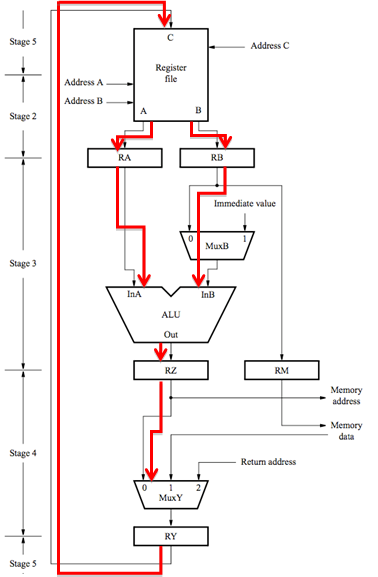 Stage 5
C
Address C
Register
file
Address A
Address B
Stage 2
A
B
RA
RB
Immediate value
0
1
MuxB
Stage 3
InA
InB
ALU
Out
RZ
RM
Memory
address
Memory
data
Stage 4
Return address
0
1
2
MuxY
RY
Stage 5